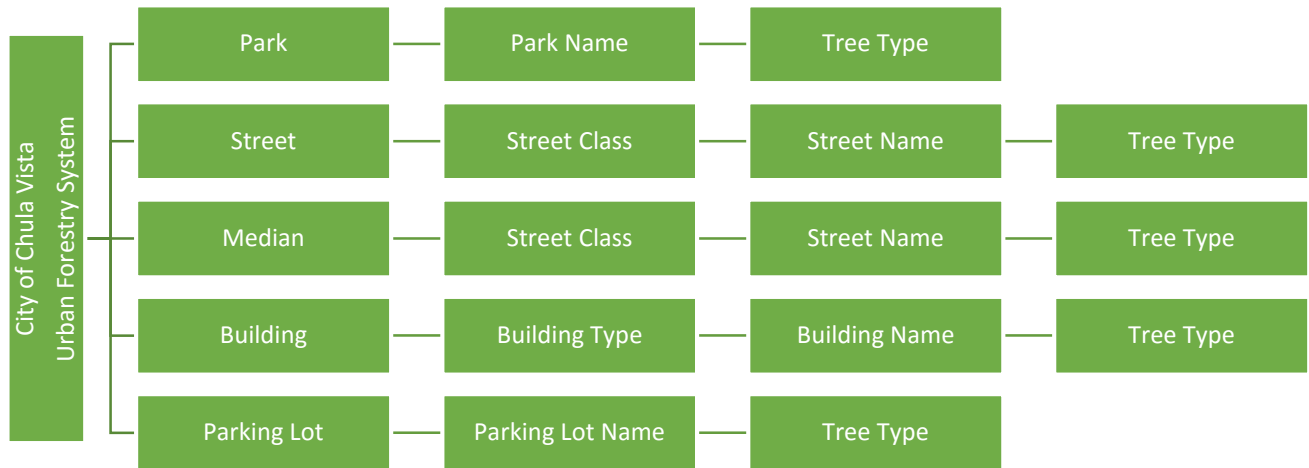 City of Chula Vista
Urban Forestry System
Park
Park Name
Tree Type
Street
Street Class
Street Name
Tree Type
Median
Street Class
Street Name
Tree Type
Building
Building Type
Building Name
Tree Type
Parking Lot
Parking Lot Name
Tree Type